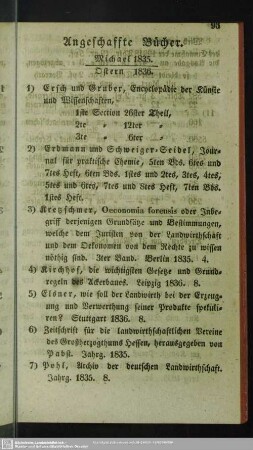 93
Angeschaffte Bücher.
Michael 1835.
Ostern 1836.
1) Ersch und Gruber, Encyclopädie der Künste
und Wissenschaften,
1ste Section 26ster Theil,
2te „ 12ter „
3te „ 6ter „
2) Erdmann und Schweiger-Seidel, Jour-
nal für praktische Chemie, 5ten Bds. 6tes und
7tes Heft, 6ten Bds. 1stes und 2tes, 3tes, 4tes,
5tes und 6tes, 7tes und 8tes Heft, 7ten Bds.
1stes Heft.
3) Kretzschmer, Oeconomia forensis oder Inbe-
griff derjenigen Grundsätze und Bestimmungen,
welche dem Juristen von der Landwirthschaft
und dem Oekonomen von dem Rechte zu wissen
nöthig sind. 3ter Band. Berlin 1835. 4.
4) Kirchhof, die wichtigsten Gesetze und Grund-
regeln des Ackerbaues. Leipzig 1836. 8.
5) Elsner, wie soll der Landwirth bei der Erzeug-
ung und Verwerthung seiner Produkte spekuli-
ren? Stuttgart 1836. 8.
6) Zeitschrift für die landwirthschaftlichen Vereine
des Großherzogthums Hessen, herausgegeben von
Pabst. Jahrg. 1835.
7) Pohl, Archiv der deutschen Landwirthschaft.
Jahrg. 1835. 8.